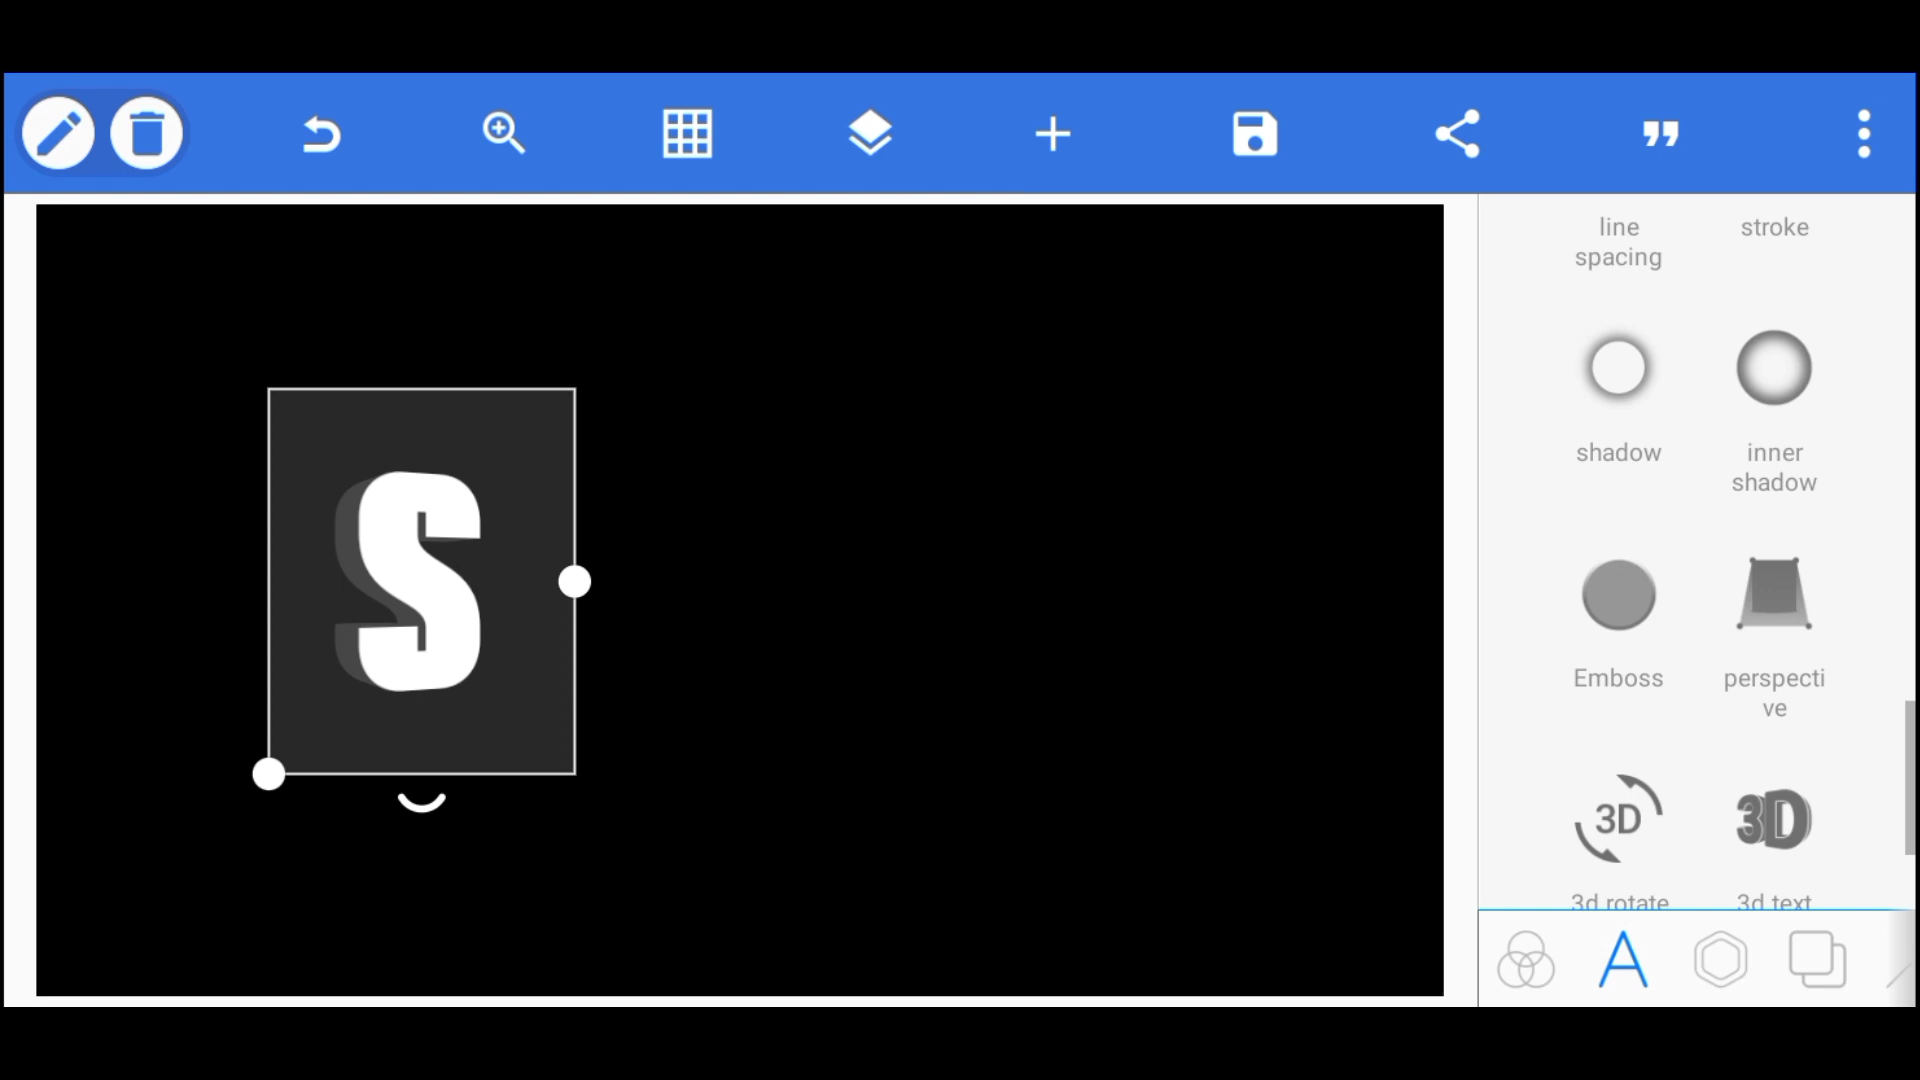 line stroke
spacing
S
shadow inner
shadow
Emboss perspecti
ve
3D 3D
3d rotate 3d text
A